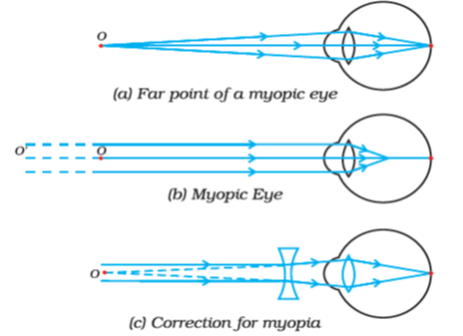 O
(a) Far point of a myopic eye
O' O
(b) Myopic Eye
O
(c) Correction for myopia